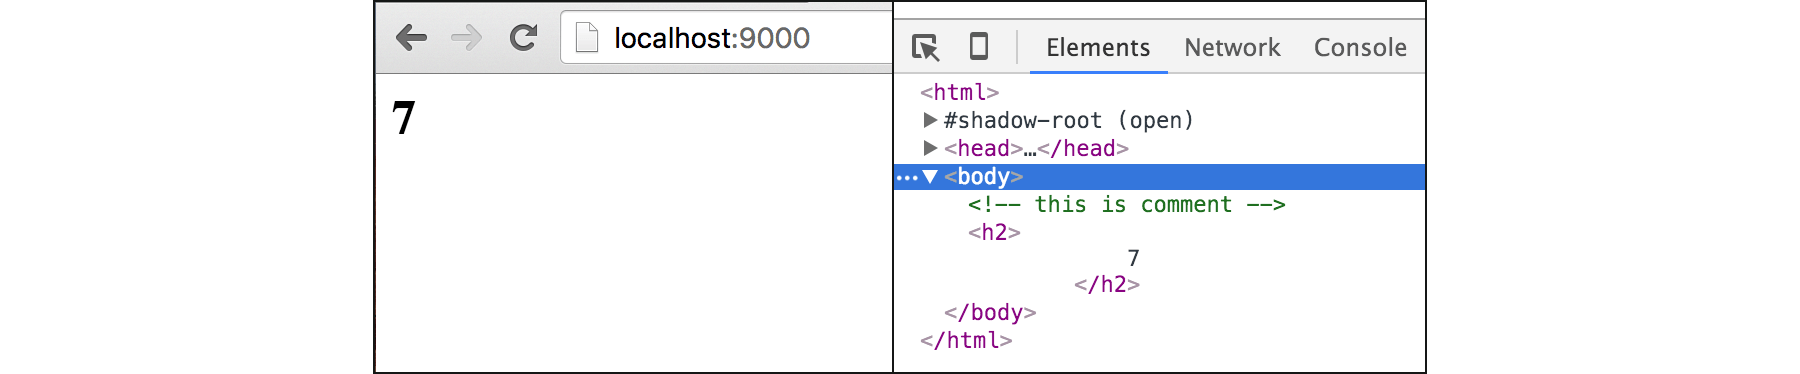 localhost:9000
7
Elements Network Console
<html>
#shadow-root (open)
<head>…</head>
<body>
<!-- this is comment -->
<h2>
7
</h2>
</body>
</html>